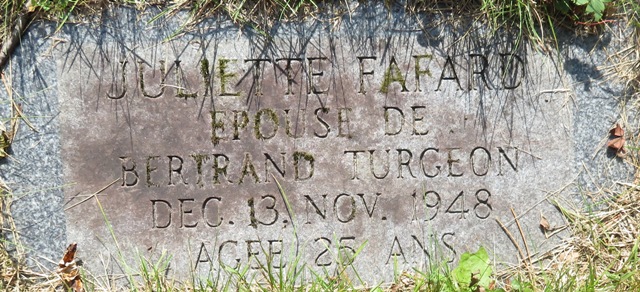 JULIETTE FAFARD
EPOUSE DE
BERTRAND TURGEON
DEC. 13, NOV. 1948
AGEE 25 ANS